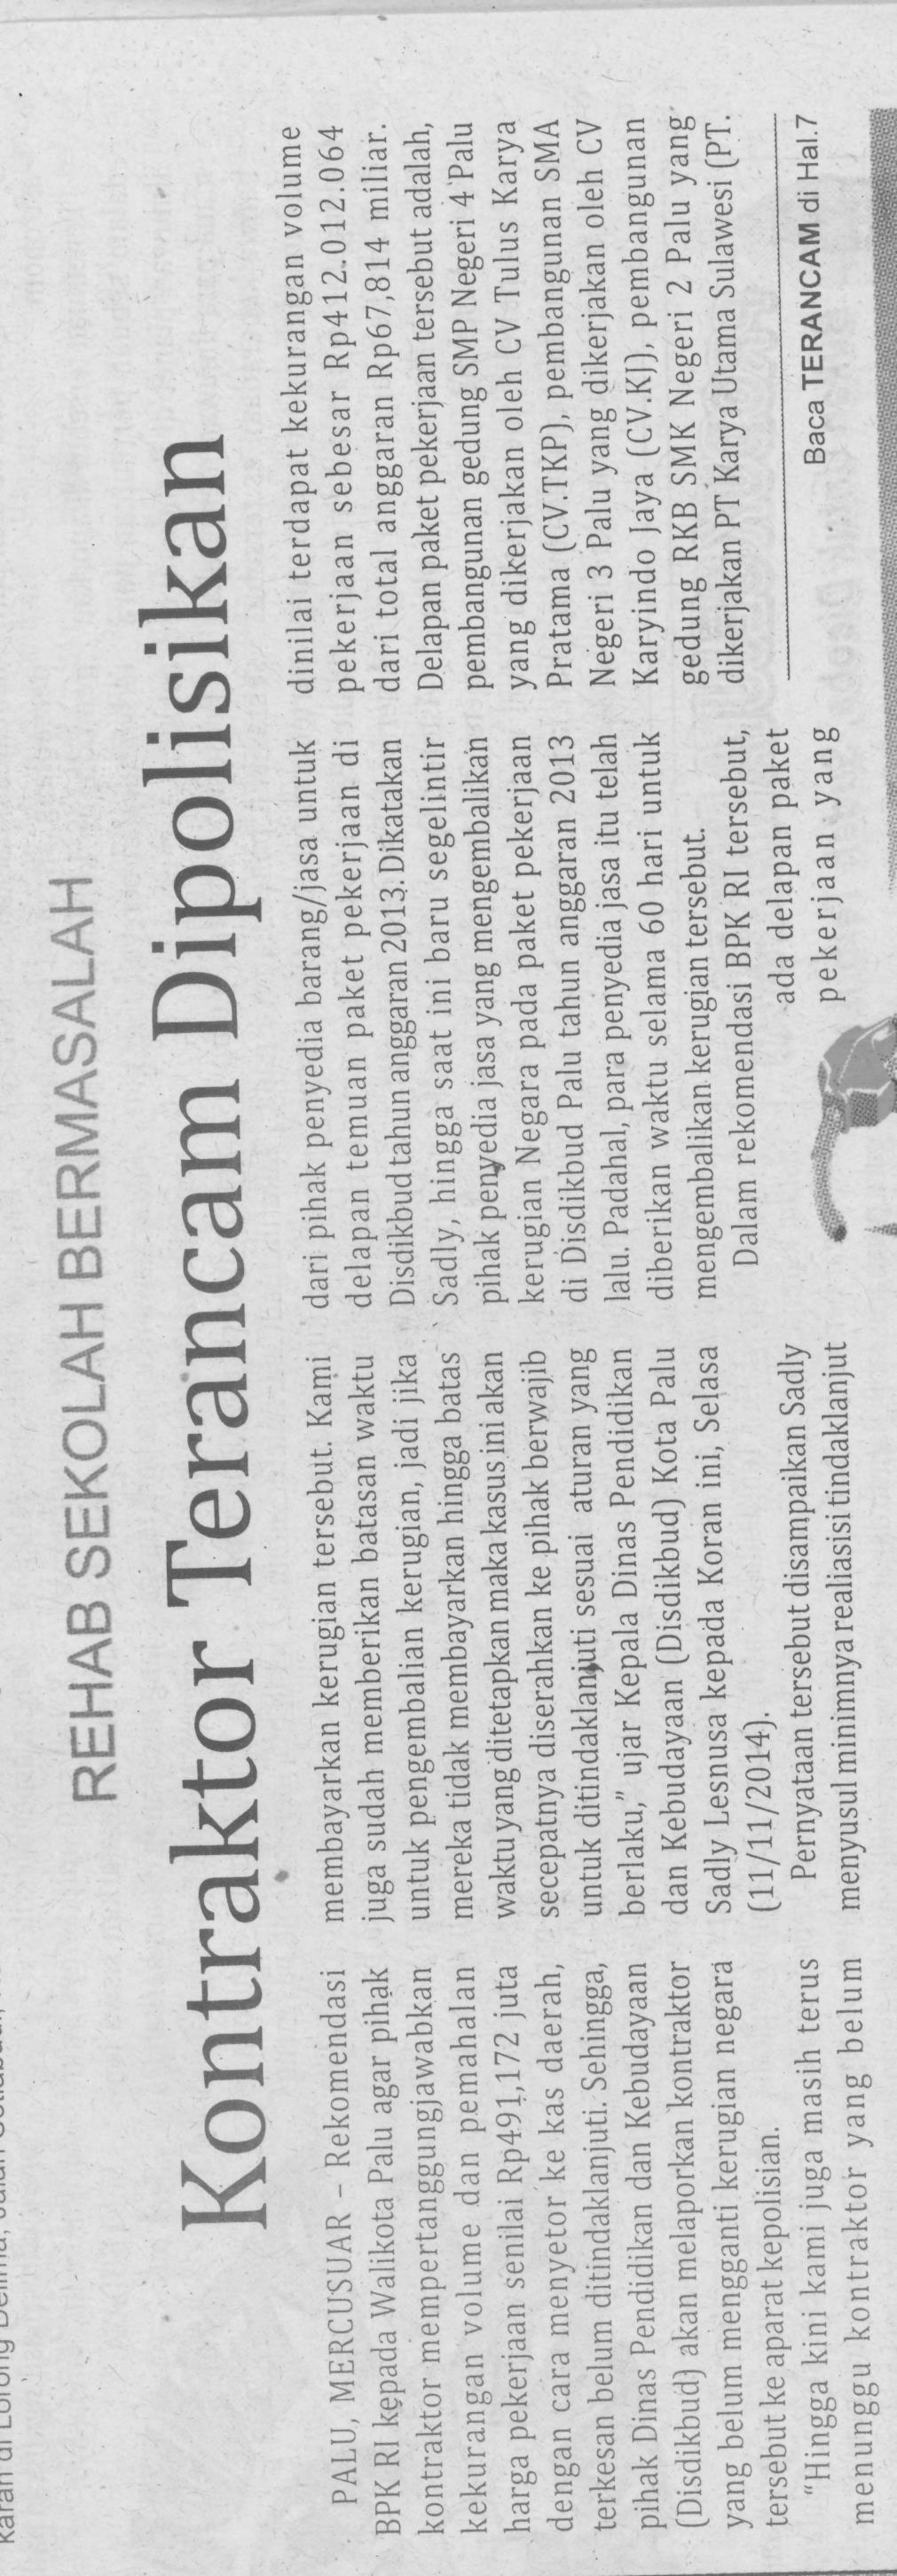 REHAB SEKOLAH BERMASALAH
Kontraktor Terancam Dipolisikan
PALU, MERCUSUAR – Rekomendasi
BPK RI kepada Walikota Palu agar pihak
kontraktor mempertanggungjawabkan
kekurangan volume dan pemahalan
harga pekerjaan senilai Rp491,172 juta
dengan cara menyetor ke kas daerah,
terkesan belum ditindaklanjuti. Sehingga,
pihak Dinas Pendidikan dan Kebudayaan
(Disdikbud) akan melaporkan kontraktor
yang belum mengganti kerugian negara
tersebut ke aparat kepolisian.
“Hingga kini kami juga masih terus
menunggu kontraktor yang belum
membayarkan kerugian tersebut. Kami
juga sudah memberikan batasan waktu
untuk pengembalian kerugian, jadi jika
mereka tidak membayarkan hingga batas
waktu yang ditetapkan maka kasus ini akan
secepatnya diserahkan ke pihak berwajib
untuk ditindaklanjuti sesuai aturan yang
berlaku,” ujar Kepala Dinas Pendidikan
dan Kebudayaan (Disdikbud) Kota Palu
Sadly Lesnusa kepada Koran ini, Selasa
(11/11/2014).
Pernyataan tersebut disampaikan Sadly
menyusul minimnya realiasisi tindaklanjut
dari pihak penyedia barang/jasa untuk
delapan temuan paket pekerjaan di
Disdikbud tahun anggaran 2013. Dikatakan
Sadly, hingga saat ini baru segelintir
pihak penyedia jasa yang mengembalikan
kerugian Negara pada paket pekerjaan
di Disdikbud Palu tahun anggaran 2013
lalu. Padahal, para penyedia jasa itu telah
diberikan waktu selama 60 hari untuk
mengembalikan kerugian tersebut.
Dalam rekomendasi BPK RI tersebut,
ada delapan paket
pekerjaan yang
dinilai terdapat kekurangan volume
pekerjaan sebesar Rp412.012.064
dari total anggaran Rp67,814 miliar.
Delapan paket pekerjaan tersebut adalah,
pembangunan gedung SMP Negeri 4 Palu
yang dikerjakan oleh CV Tulus Karya
Pratama (CV.TKP), pembangunan SMA
Negeri 3 Palu yang dikerjakan oleh CV
Karyindo Jaya (CV.KJ), pembangunan
gedung RKB SMK Negeri 2 Palu yang
dikerjakan PT Karya Utama Sulawesi (PT.
Baca TERANCAM di Hal.7